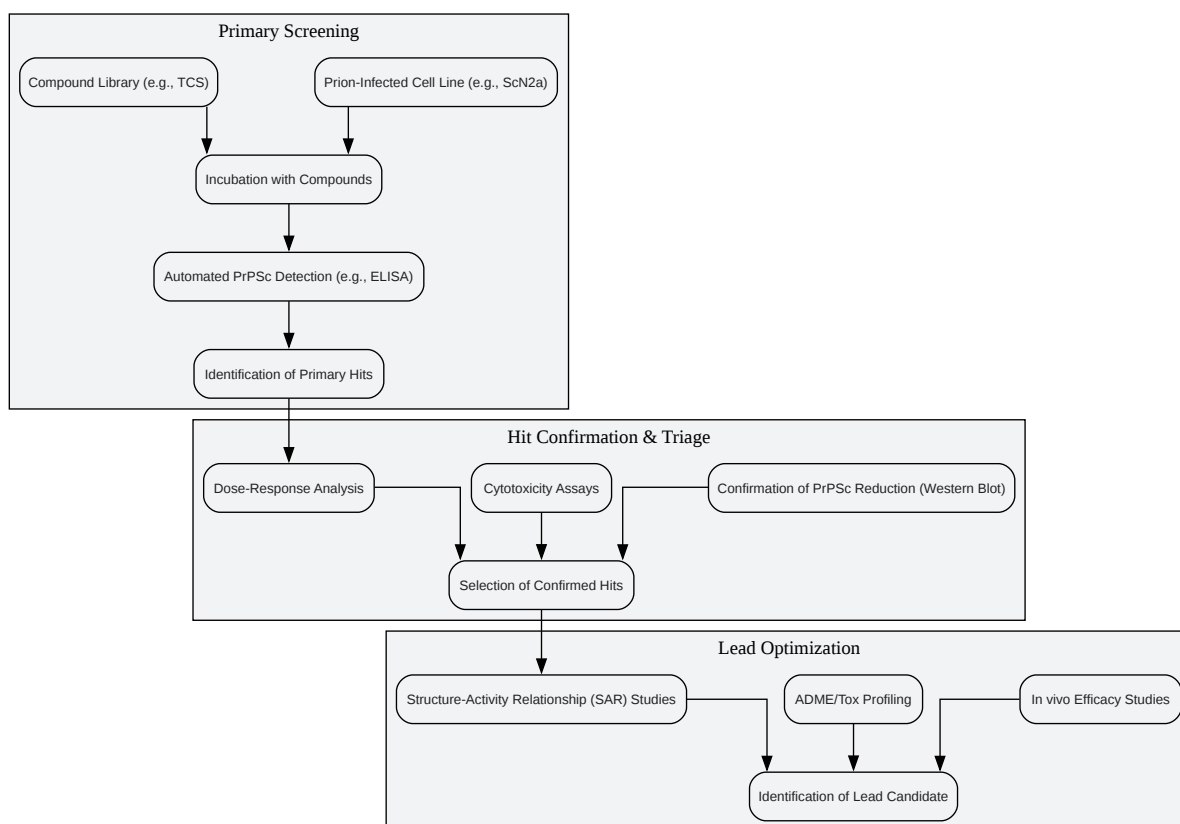 Primary Screening
Compound Library (e.g., TCS)
Prion-Infected Cell Line (e.g., ScN2a)
Incubation with Compounds
Automated PrPSc Detection (e.g., ELISA)
Identification of Primary Hits
Hit Confirmation & Triage
Dose-Response Analysis
Cytotoxicity Assays
Confirmation of PrPSc Reduction (Western Blot)
Selection of Confirmed Hits
Lead Optimization
Structure-Activity Relationship (SAR) Studies
ADME/Tox Profiling
In vivo Efficacy Studies
Identification of Lead Candidate